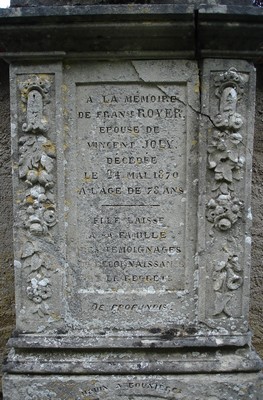 A LA MEMOIRE
DE FRAN.S ROYER
EPOUSE DE
VINCENT JOLY
DECEDEE
LE 24 MAI 1870
A L'AGE DE 78 ANS
ELLE LAISSE
A SA FAMILLE
TEMOIGNAGES
DE PROFUNDIS